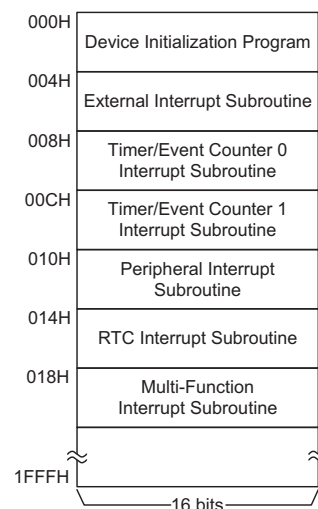 000H
Device Initialization Program
004H
External Interrupt Subroutine
008H
Timer/Event Counter 0
Interrupt Subroutine
00CH
Timer/Event Counter 1
Interrupt Subroutine
010H
Peripheral Interrupt
Subroutine
014H
RTC Interrupt Subroutine
018H
Multi-Function
Interrupt Subroutine
1FFFH
16 bits